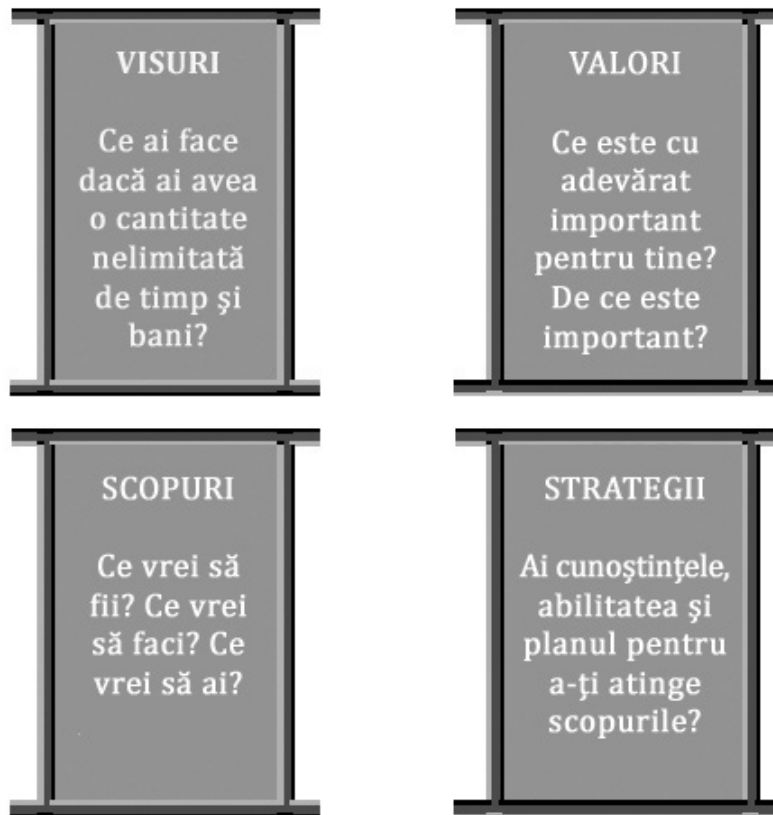 VISURI
Ce ai face
dacă ai avea
o cantitate
nelimitată
de timp şi
bani?
VALORI
Ce este cu
adevărat
important
pentru tine?
De ce este
important?
SCOPURI
Ce vrei să
fii? Ce vrei
să faci? Ce
vrei să ai?
STRATEGII
Ai cunoştinţele,
abilitatea şi
planul pentru
a-ţi atinge
scopurile?